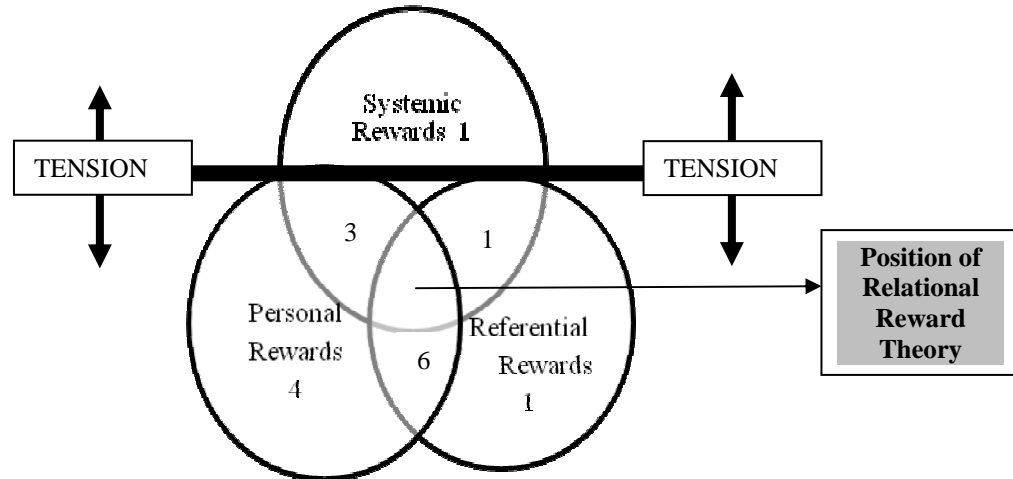 Systemic
Rewards 1
TENSION
TENSION
3
1
Position of
Relational
Reward
Theory
Personal
Rewards
4
Referential
Rewards
1
6